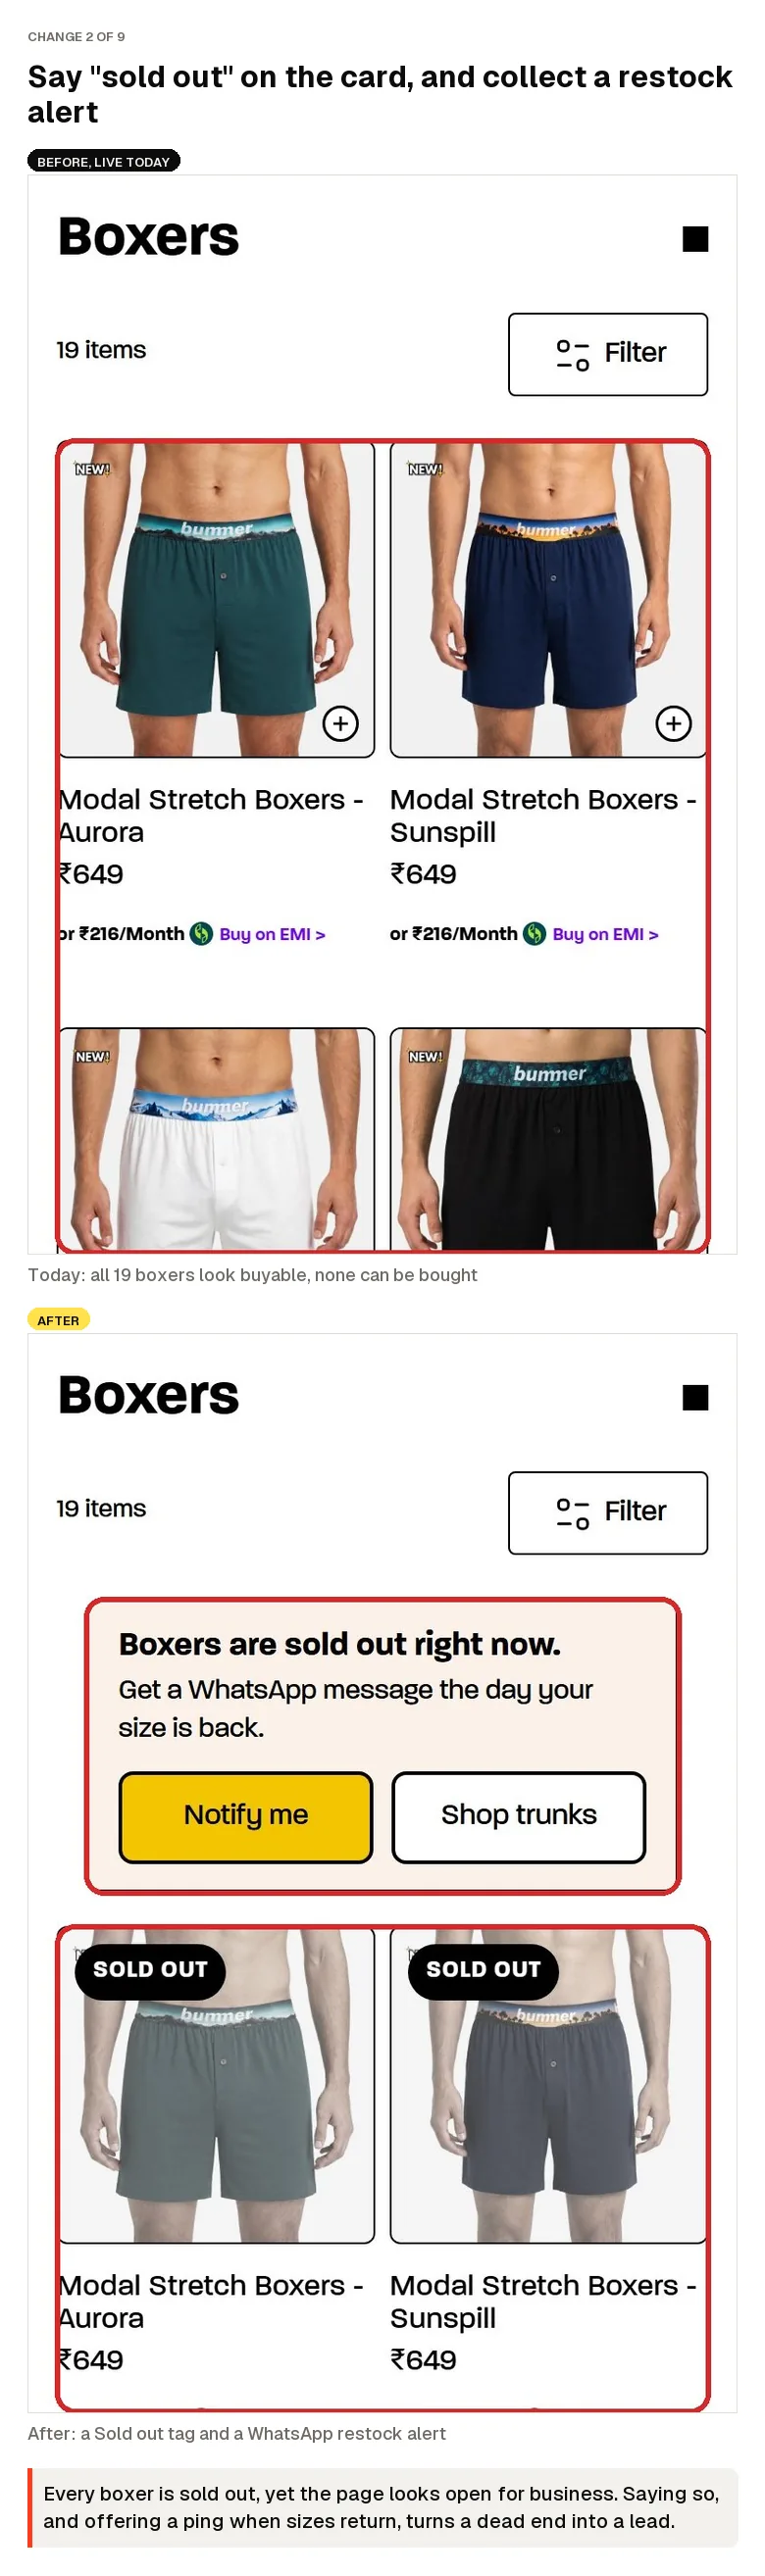 CHANGE 2 OF 9
Say "sold out" on the card, and collect a restock
alert
BEFORE, LIVE TODAY
Boxers
19 items
Filter
NEW!
NEW!
bummer
bummer
Modal Stretch Boxers -
Aurora
₹649
or ₹216/Month Buy on EMI >
Modal Stretch Boxers -
Sunspill
₹649
or ₹216/Month Buy on EMI >
NEW!
NEW!
bummer
bummer
Today: all 19 boxers look buyable, none can be bought
AFTER
Boxers
19 items
Filter
Boxers are sold out right now.
Get a WhatsApp message the day your
size is back.
Notify me
Shop trunks
SOLD OUT
SOLD OUT
bummer
bummer
Modal Stretch Boxers -
Aurora
₹649
Modal Stretch Boxers -
Sunspill
₹649
After: a Sold out tag and a WhatsApp restock alert
Every boxer is sold out, yet the page looks open for business. Saying so,
and offering a ping when sizes return, turns a dead end into a lead.